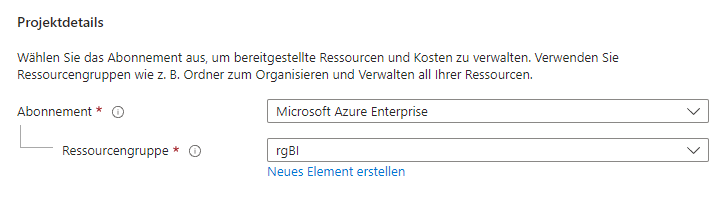 Projektdetails
Wählen Sie das Abonnement aus, um bereitgestellte Ressourcen und Kosten zu verwalten. Verwenden Sie
Ressourcengruppen wie z. B. Ordner zum Organisieren und Verwalten all Ihrer Ressourcen.
Abonnement *
Microsoft Azure Enterprise
Ressourcengruppe *
rgBI
Neues Element erstellen